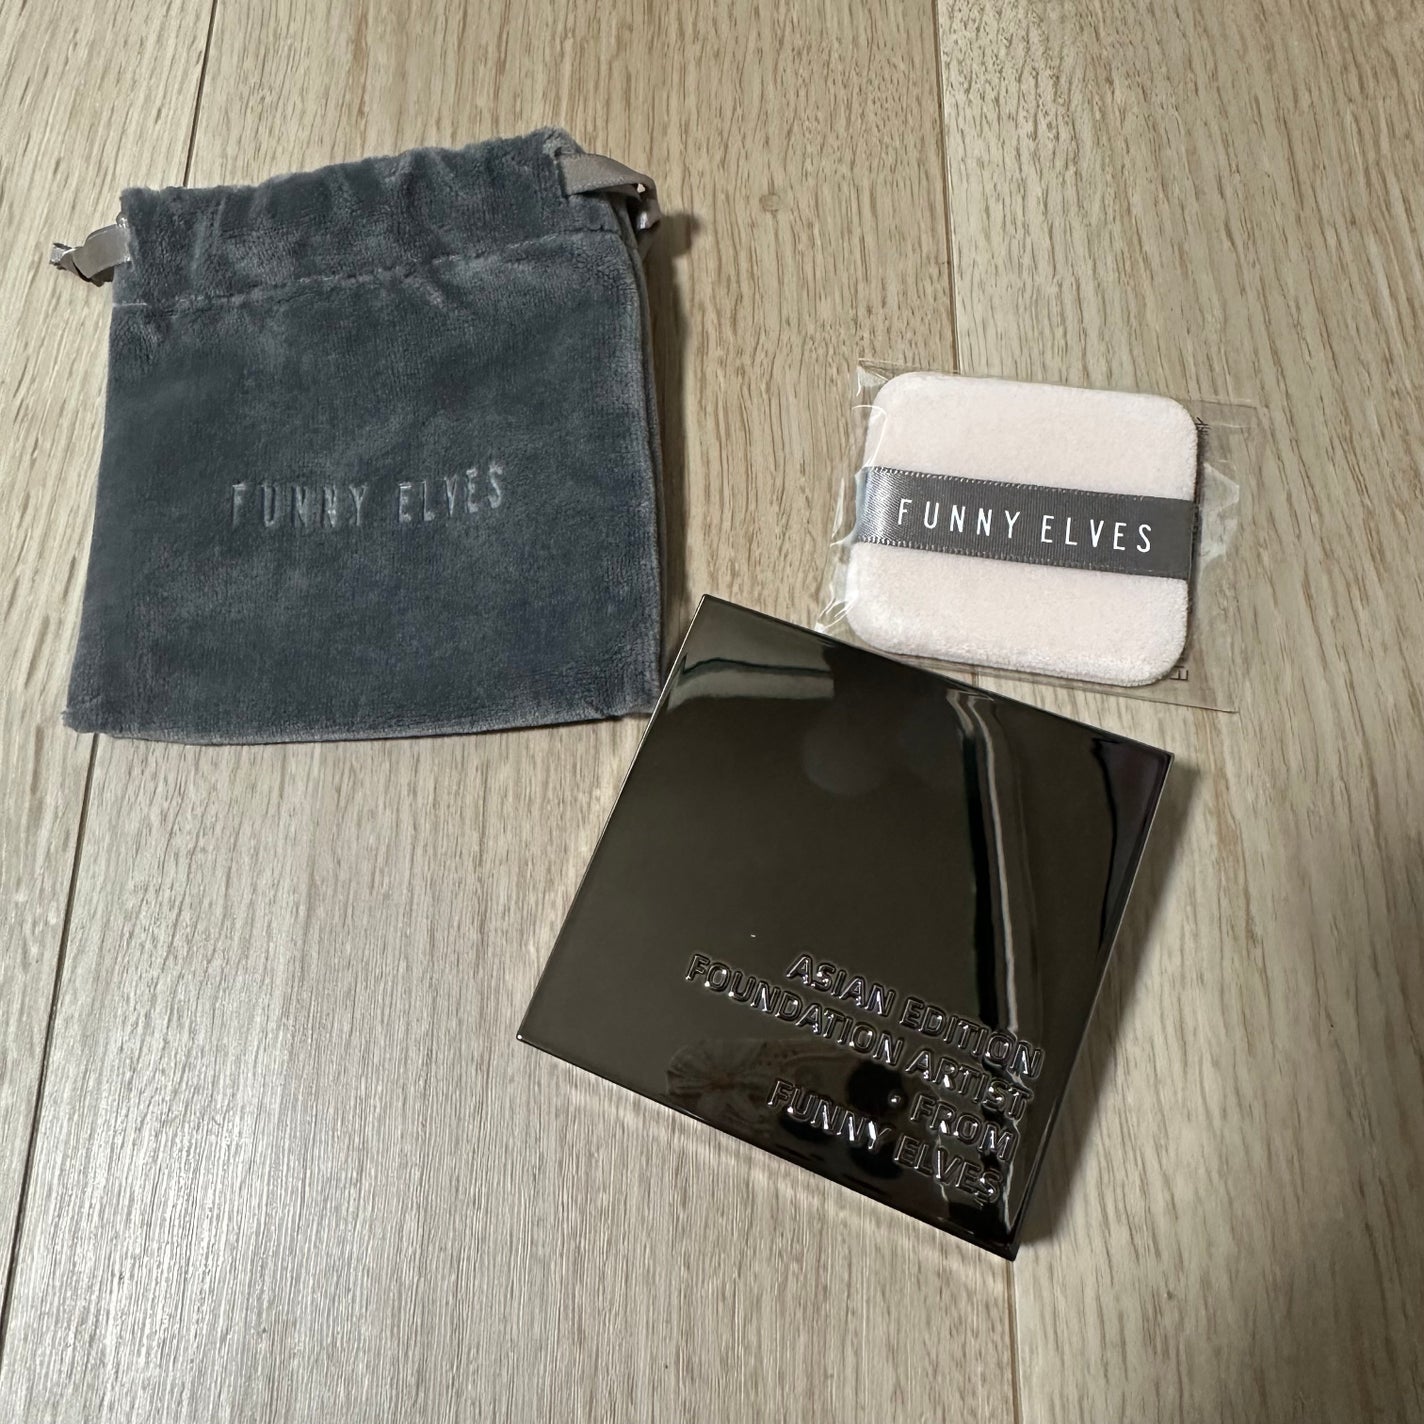 FUNNY ELVES
FUNNY ELVES
ASIAN EDITION
FOUNDATION ARTIST
· FROM
FUNNY ELVES